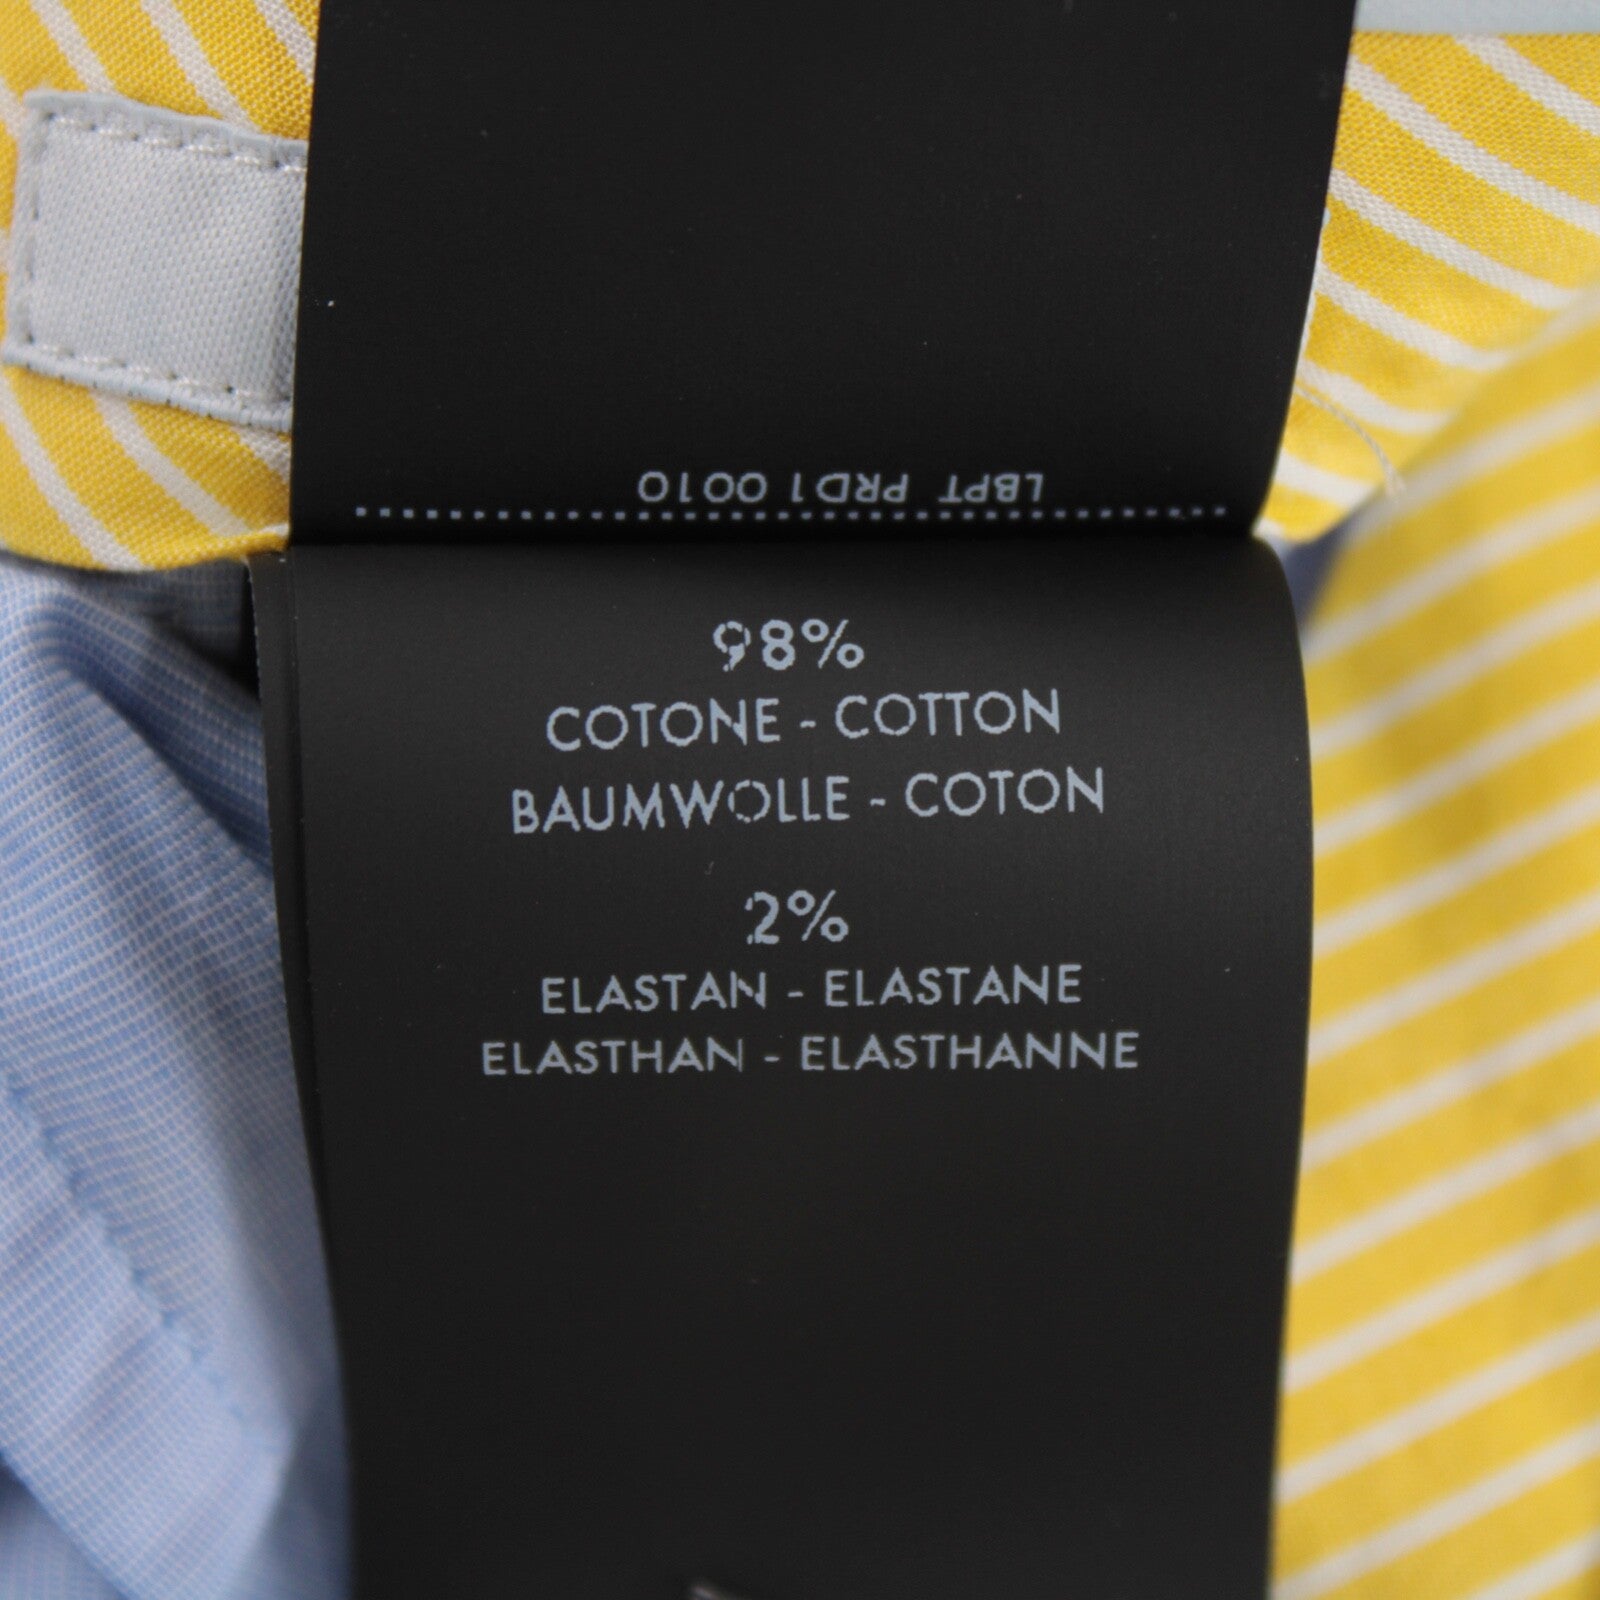 LBPT PRD1 0010
98%
COTONE - COTTON
BAUMWOLLE - COTON
2%
ELASTAN - ELASTANE
ELASTHAN - ELASTHANNE